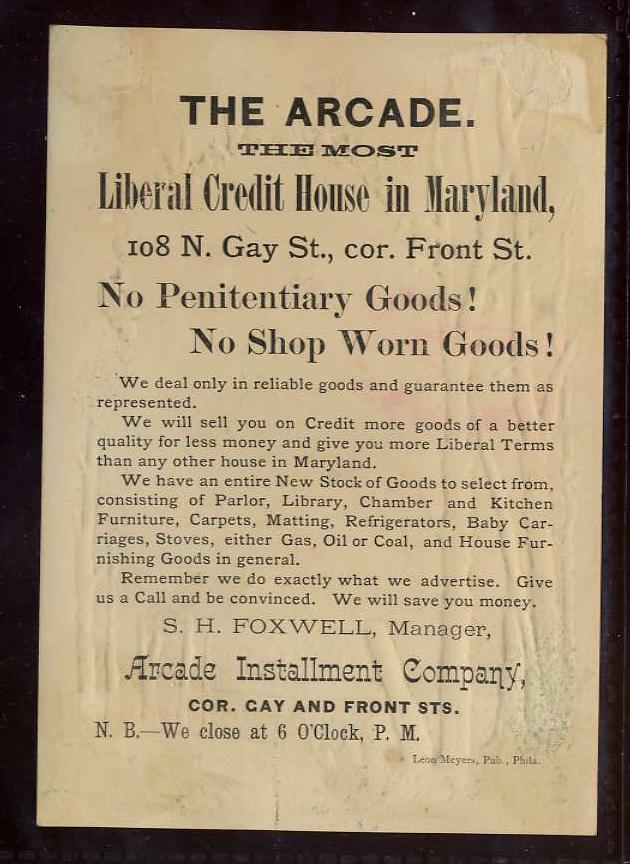 THE ARCADE.
THE MOST
Liberal Credit House in Maryland,
108 N. Gay St., cor. Front St.
No Penitentiary Goods!
No Shop Worn Goods!
We deal only in reliable goods and guarantee them as
represented.
We will sell you on Credit more goods of a better
quality for less money and give you more Liberal Terms
than any other house in Maryland.
We have an entire New Stock of Goods to select from,
consisting of Parlor, Library, Chamber and Kitchen
Furniture, Carpets, Matting, Refrigerators, Baby Car-
riages, Stoves, either Gas, Oil or Coal, and House Fur-
nishing Goods in general.
Remember we do exactly what we advertise. Give
us a Call and be convinced. We will save you money.
S. H. FOXWELL, Manager,
Arcade Installment Company,
COR. GAY AND FRONT STS.
N. B.—We close at 6 O'Clock, P. M.
Leon Meyers, Pub., Phila.